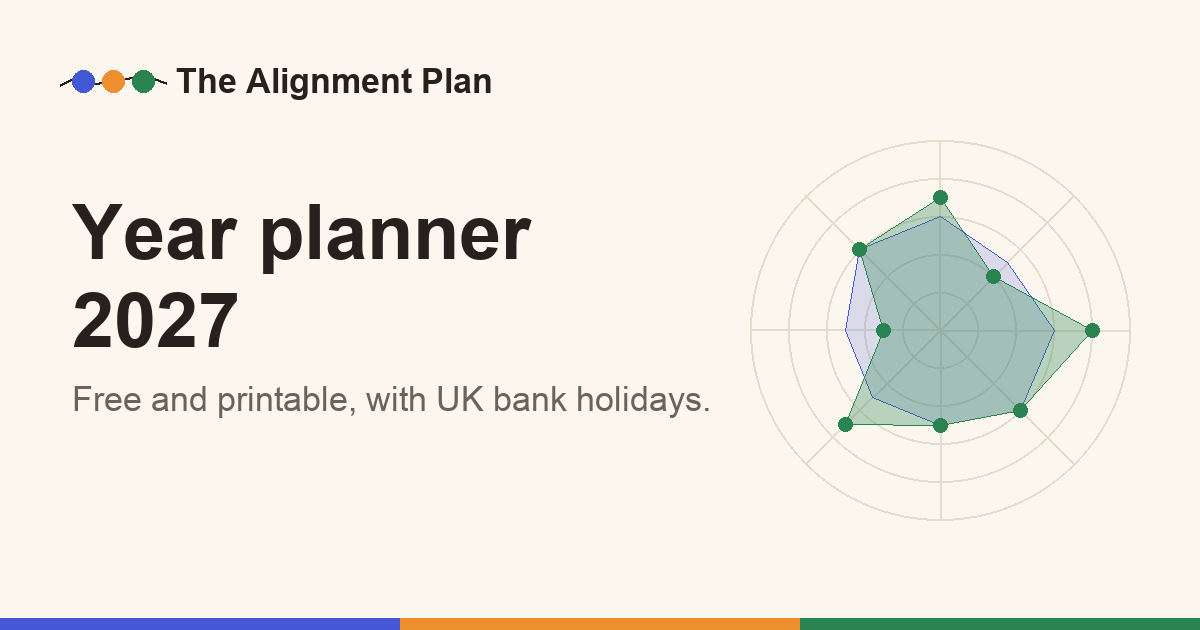 The Alignment Plan
Year planner
2027
Free and printable, with UK bank holidays.